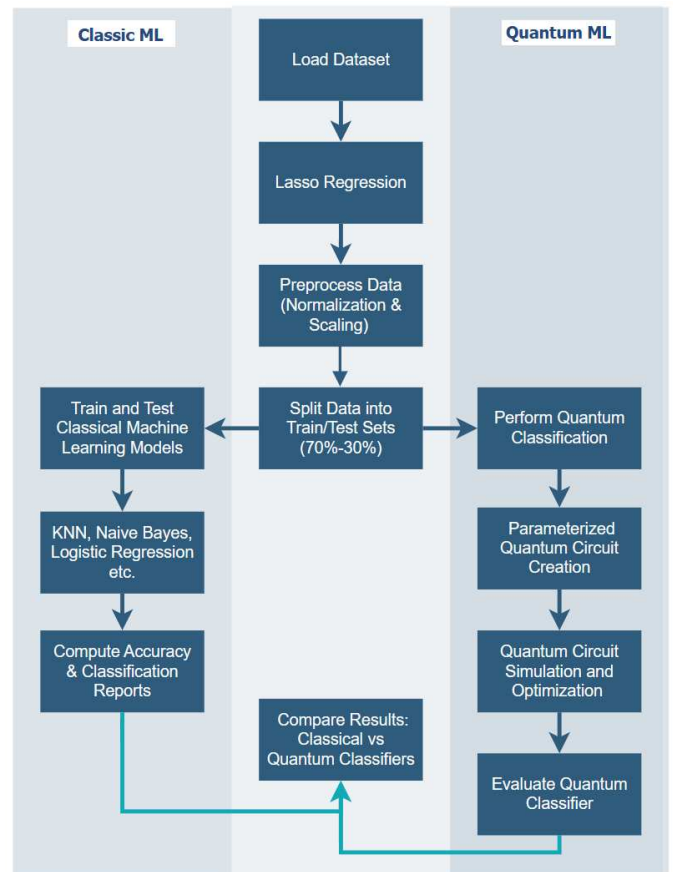 Classic ML
Quantum ML
Load Dataset
Lasso Regression
Preprocess Data
(Normalization &
Scaling)
Split Data into
Train/Test Sets
(70%-30%)
Train and Test
Classical Machine
Learning Models
KNN, Naive Bayes,
Logistic Regression
etc.
Compute Accuracy
& Classification
Reports
Perform Quantum
Classification
Parameterized
Quantum Circuit
Creation
Quantum Circuit
Simulation and
Optimization
Evaluate Quantum
Classifier
Compare Results:
Classical vs
Quantum Classifiers